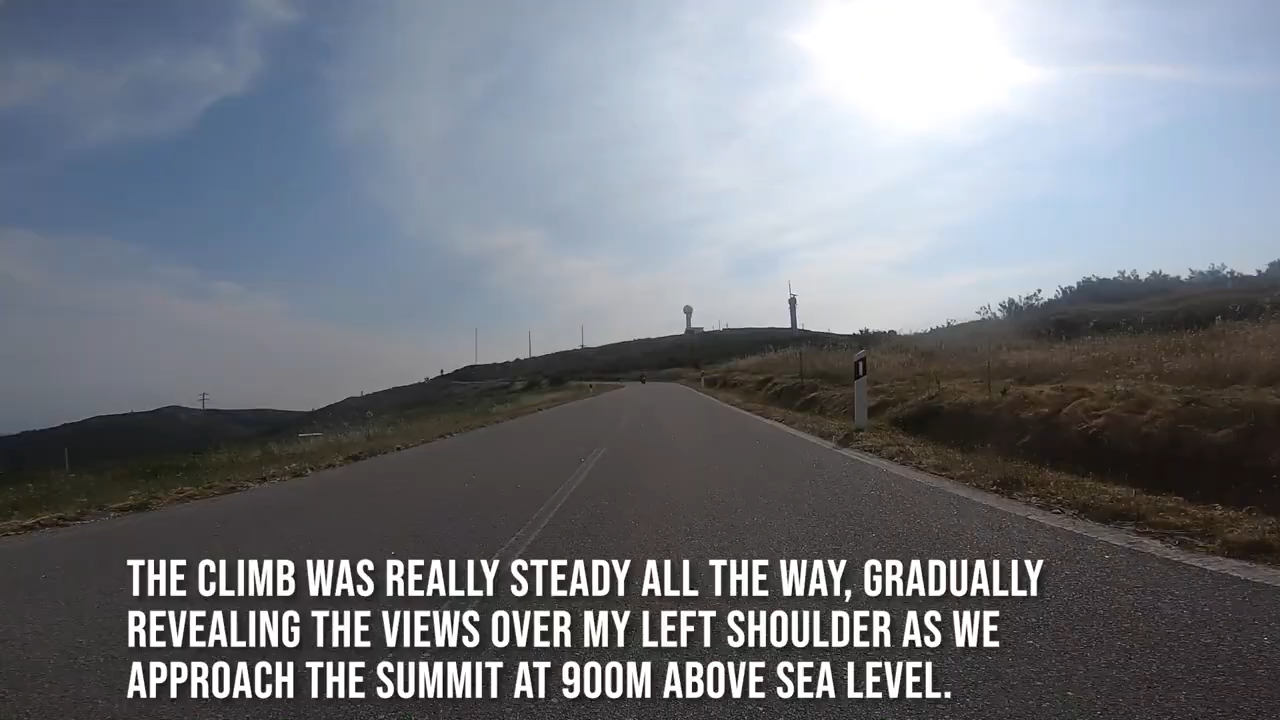 THE CLIMB WAS REALLY STEADY ALL THE WAY, GRADUALLY
REVEALING THE VIEWS OVER MY LEFT SHOULDER AS WE
APPROACH THE SUMMIT AT 900M ABOVE SEA LEVEL.